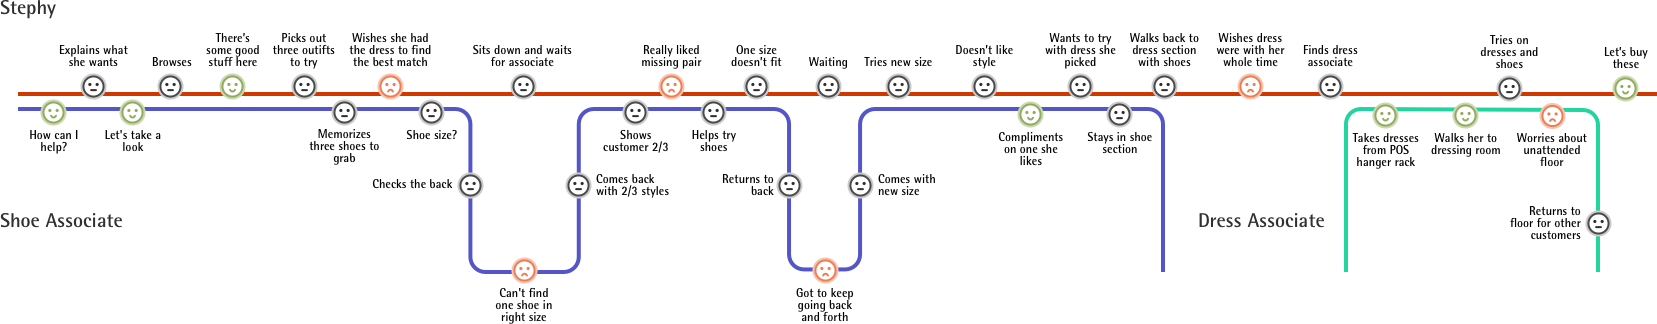 Stephy
Explains what
she wants
Browses
There's
some good
stuff here
Picks out
three outifts
to try
Wishes she had
the dress to find
the best match
Sits down and waits
for associate
Really liked
missing pair
One size
doesn't fit
Waiting
Tries new size
Doesn't like
style
Wants to try
with dress she
picked
Walks back to
dress section
with shoes
Wishes dress
were with her
whole time
Finds dress
associate
Tries on
dresses and
shoes
Let's buy
these
How can I
help?
Let's take a
look
Memorizes
three shoes to
grab
Shoe size?
Shows
customer 2/3
Helps try
shoes
Compliments
on one she
likes
Stays in shoe
section
Takes dresses
from POS
hanger rack
Walks her to
dressing room
Worries about
unattended
floor
Checks the back
Comes back
with 2/3 styles
Returns to
back
Comes with
new size
Shoe Associate
Dress Associate
Returns to
floor for other
customers
Can't find
one shoe in
right size
Got to keep
going back
and forth